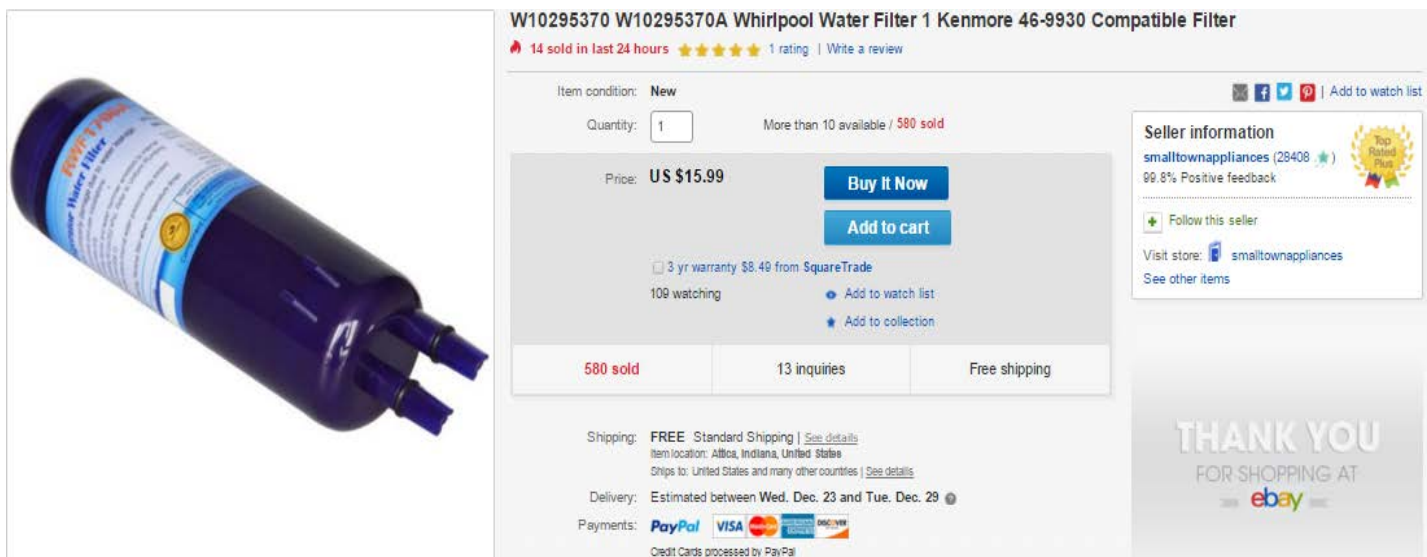 W10295370 W10295370A Whirlpool Water Filter 1 Kenmore 46-9930 Compatible Filter
14 sold in last 24 hours 1 rating | Write a review
Item condition: New
Quantity: 1 More than 10 available / 580 sold
Price: US $15.99
Buy It Now
Add to cart
3 yr warranty $8.49 from SquareTrade
109 watching Add to watch list
Add to collection
580 sold 13 inquiries Free shipping
Shipping: FREE Standard Shipping | See details
Item location: Attica, Indiana, United States
Ships to: United States and many other countries | See details
Delivery: Estimated between Wed. Dec. 23 and Tue. Dec. 29
Payments: PayPal VISA MasterCard DISCOVER
Credit Cards processed by PayPal
| Add to watch list
Seller information
smalltownappliances (28408)
99.8% Positive feedback
Top
Rated
Plus
Follow this seller
Visit store: smalltownappliances
See other items
THANK YOU
FOR SHOPPING AT
ebay
Water Filter